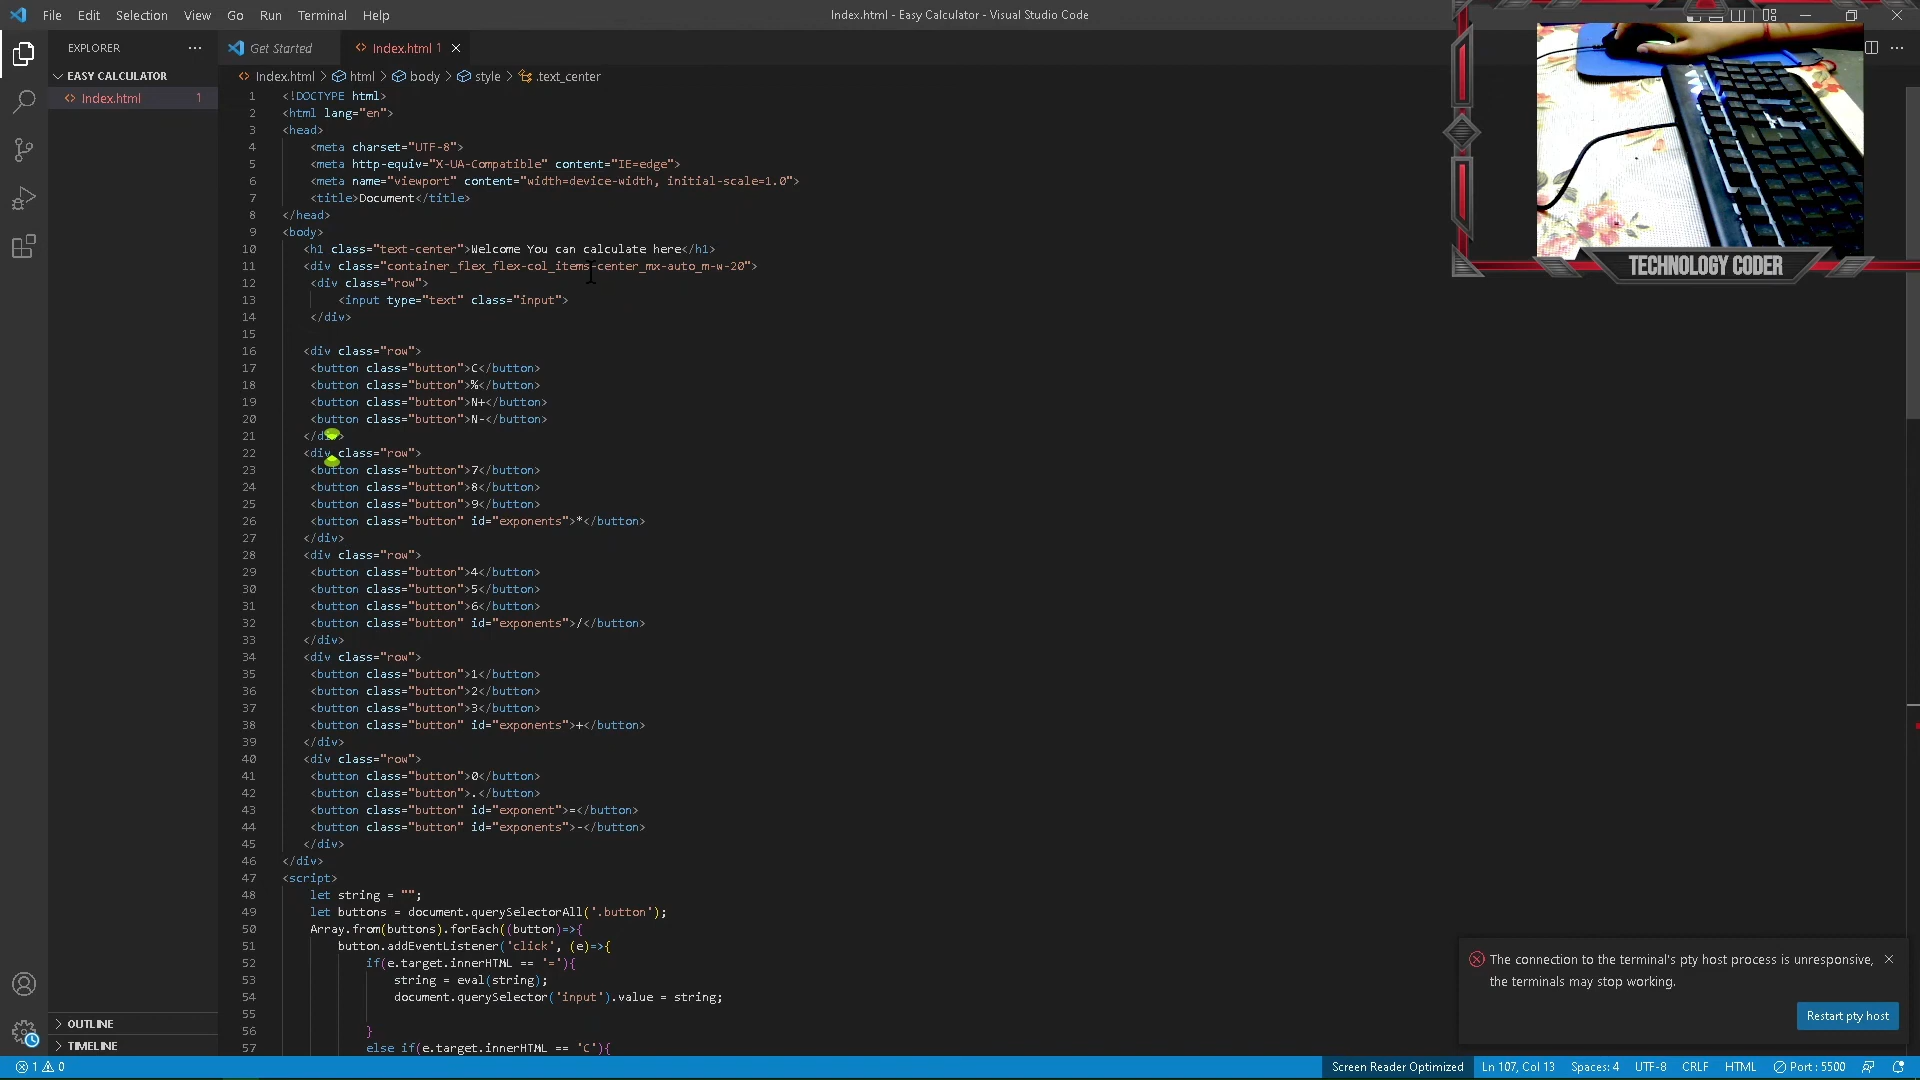 File Edit Selection View Go Run Terminal Help
Index.html - Easy Calculator - Visual Studio Code
EXPLORER
Get Started
Index.html 1
EASY CALCULATOR
Index.html 1
Index.html > html > body > style > .text_center
1 <!DOCTYPE html>
2 <html lang="en">
3 <head>
4 <meta charset="UTF-8">
5 <meta http-equiv="X-UA-Compatible" content="IE=edge">
6 <meta name="viewport" content="width=device-width, initial-scale=1.0">
7 <title>Document</title>
8 </head>
9 <body>
10 <h1 class="text-center">Welcome You can calculate here</h1>
11 <div class="container_flex_flex-col_items-center_mx-auto_m-w-20">
12 <div class="row">
13 <input type="text" class="input">
14 </div>
15
16 <div class="row">
17 <button class="button">C</button>
18 <button class="button">%</button>
19 <button class="button">N+</button>
20 <button class="button">N-</button>
21 </div>
22 <div class="row">
23 <button class="button">7</button>
24 <button class="button">8</button>
25 <button class="button">9</button>
26 <button class="button" id="exponents">*</button>
27 </div>
28 <div class="row">
29 <button class="button">4</button>
30 <button class="button">5</button>
31 <button class="button">6</button>
32 <button class="button" id="exponents">/</button>
33 </div>
34 <div class="row">
35 <button class="button">1</button>
36 <button class="button">2</button>
37 <button class="button">3</button>
38 <button class="button" id="exponents">+</button>
39 </div>
40 <div class="row">
41 <button class="button">0</button>
42 <button class="button">.</button>
43 <button class="button" id="exponent">=</button>
44 <button class="button" id="exponents">-</button>
45 </div>
46 </div>
47 <script>
48 let string = "";
49 let buttons = document.querySelectorAll('.button');
50 Array.from(buttons).forEach((button)=>{
51 button.addEventListener('click', (e)=>{
52 if(e.target.innerHTML == '='){
53 string = eval(string);
54 document.querySelector('input').value = string;
55
56 }
57 else if(e.target.innerHTML == 'C'){
TECHNOLOGY CODER
The connection to the terminal's pty host process is unresponsive,
the terminals may stop working.
Restart pty host
OUTLINE
TIMELINE
1 0
Screen Reader Optimized Ln 107, Col 13 Spaces: 4 UTF-8 CRLF HTML Port : 5500